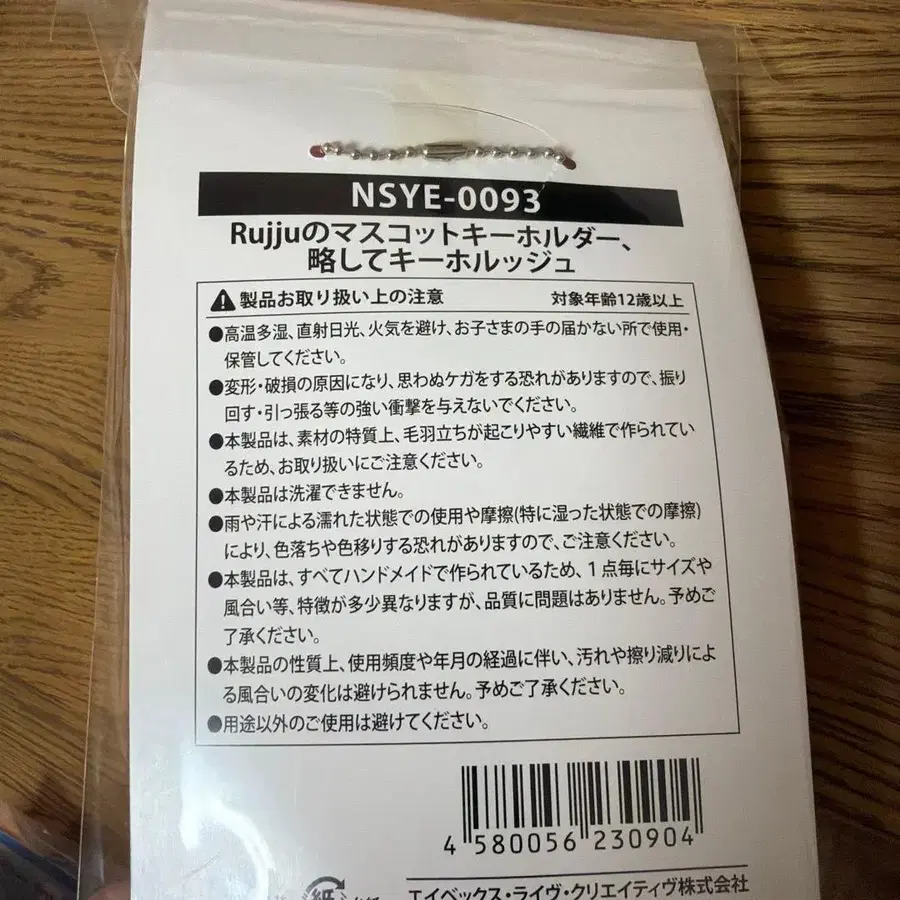 NSYE-0093
Rujjuのマスコットキーホルダー、
略してキーホルッジュ
製品お取り扱い上の注意 対象年齢12歳以上
●高温多湿、直射日光、火気を避け、お子さまの手の届かない所で使用・
保管してください。
●変形・破損の原因になり、思わぬケガをする恐れがありますので、振り
回す・引っ張る等の強い衝撃を与えないでください。
●本製品は、素材の特質上、毛羽立ちが起こりやすい繊維で作られてい
るため、お取り扱いにご注意ください。
●本製品は洗濯できません。
●雨や汗による濡れた状態での使用や摩擦(特に湿った状態での摩擦)
により、色落ちや色移りする恐れがありますので、ご注意ください。
●本製品は、すべてハンドメイドで作られているため、1点毎にサイズや
風合い等、特徴が多少異なりますが、品質に問題はありません。予めご
了承ください。
●本製品の性質上、使用頻度や年月の経過に伴い、汚れや擦り減りによ
る風合いの変化は避けられません。予めご了承ください。
●用途以外のご使用は避けてください。
4 580056 230904
紙
エイベックス・ライヴ・クリエイティヴ株式会社